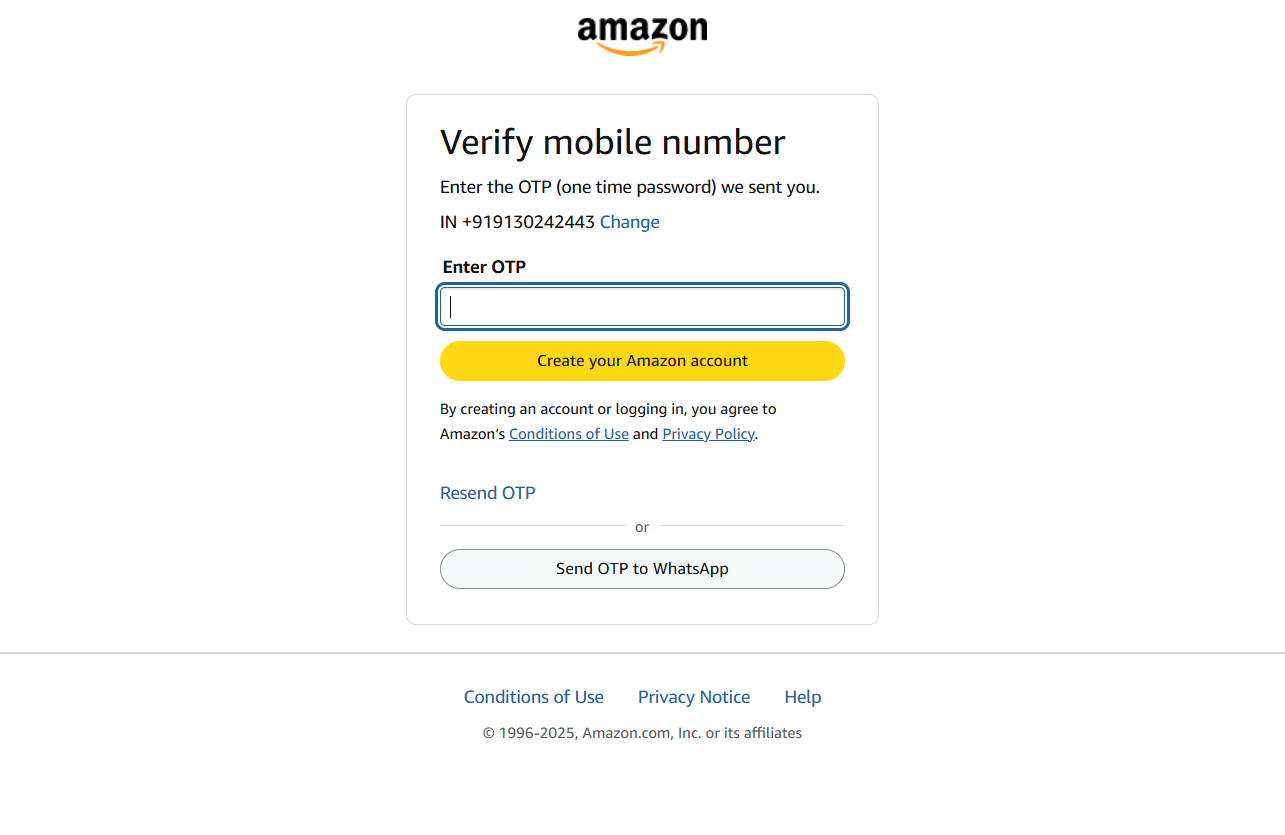 amazon
Verify mobile number
Enter the OTP (one time password) we sent you.
IN +919130242443 Change
Enter OTP
Create your Amazon account
By creating an account or logging in, you agree to
Amazon’s Conditions of Use and Privacy Policy.
Resend OTP
or
Send OTP to WhatsApp
Conditions of Use Privacy Notice Help
© 1996-2025, Amazon.com, Inc. or its affiliates